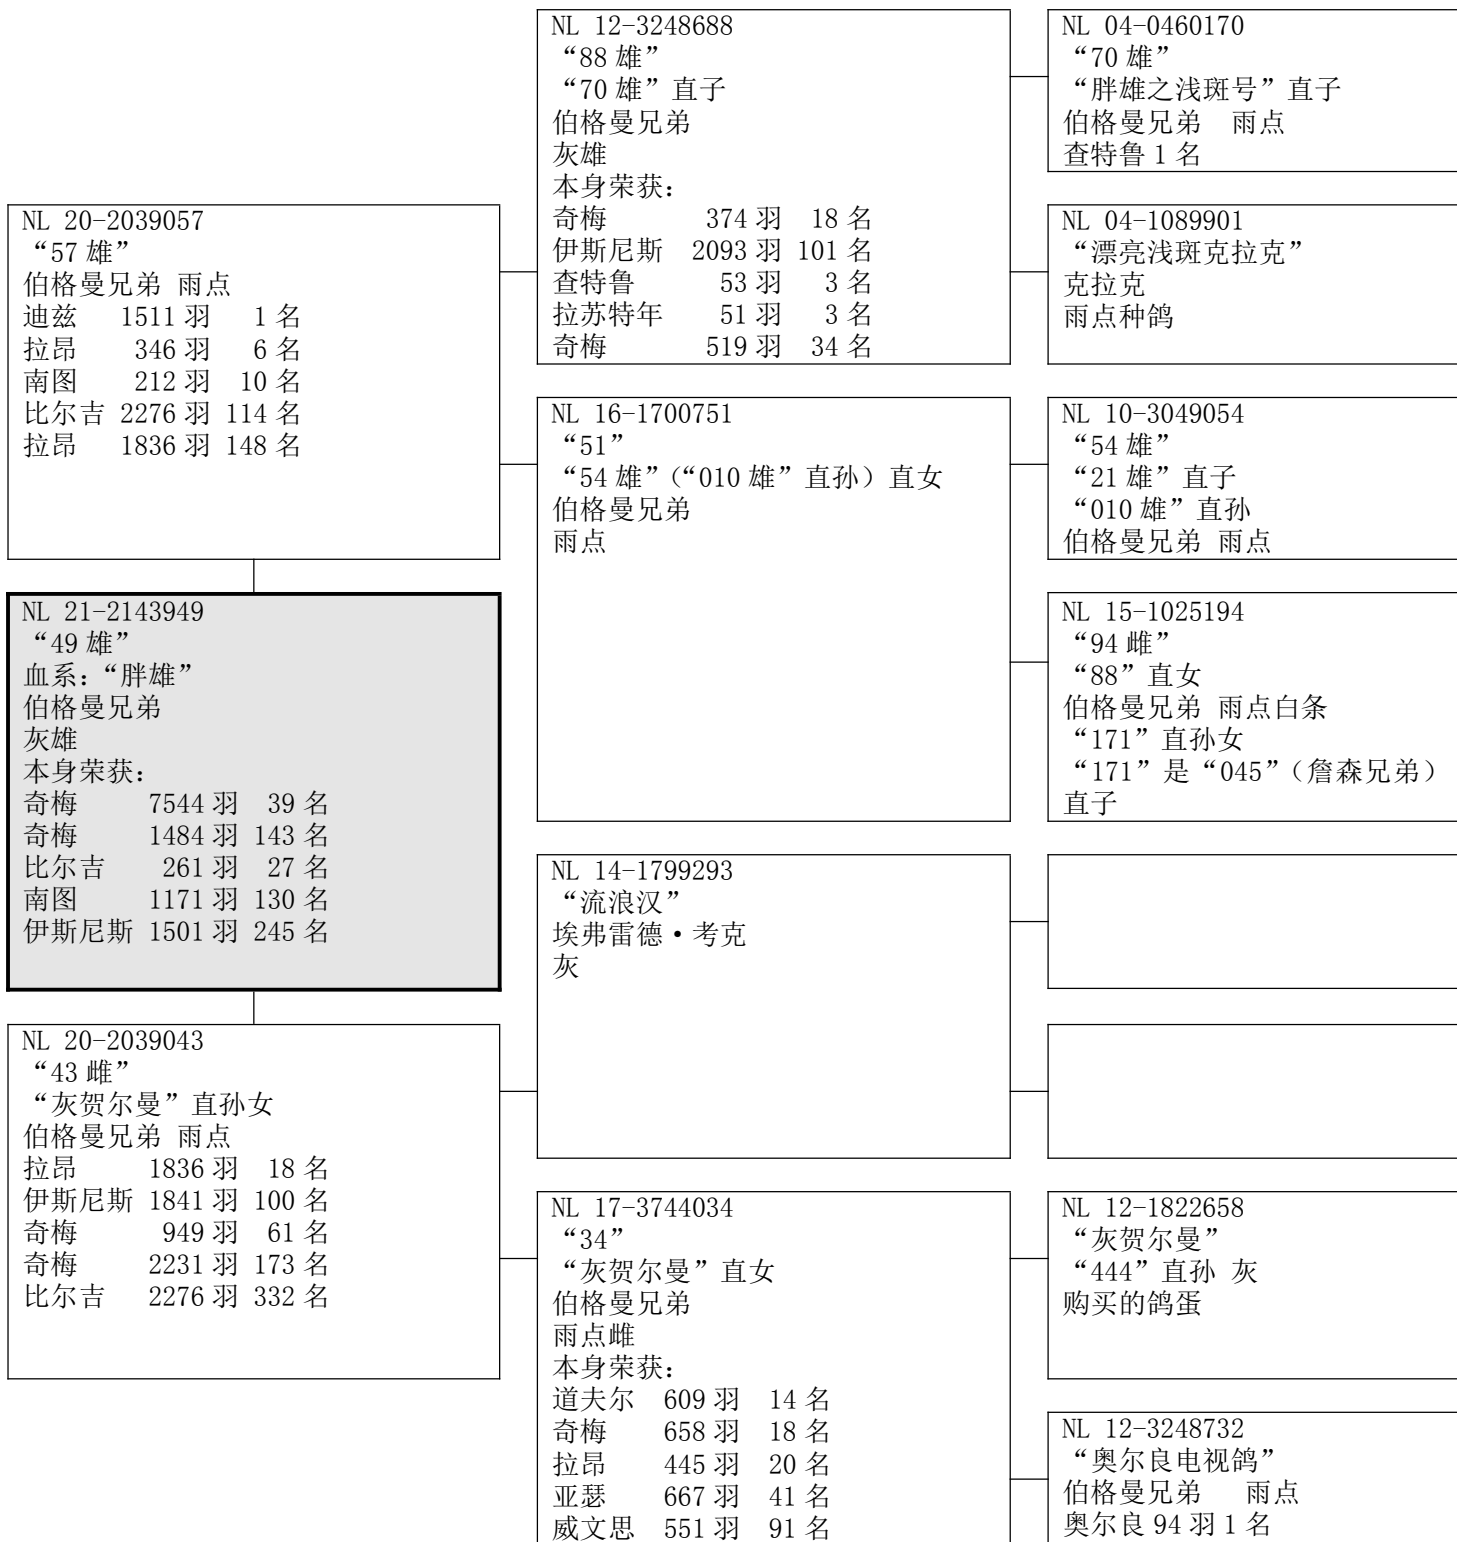 NL 20-2039057
“57 雄”
伯格曼兄弟 雨点
迪兹 1511 羽 1 名
拉昂 346 羽 6 名
南图 212 羽 10 名
比尔吉 2276 羽 114 名
拉昂 1836 羽 148 名
NL 21-2143949
“49 雄”
血系：“胖雄”
伯格曼兄弟
灰雄
本身荣获：
奇梅 7544 羽 39 名
奇梅 1484 羽 143 名
比尔吉 261 羽 27 名
南图 1171 羽 130 名
伊斯尼斯 1501 羽 245 名
NL 20-2039043
“43 雌”
“灰贺尔曼”直孙女
伯格曼兄弟 雨点
拉昂 1836 羽 18 名
伊斯尼斯 1841 羽 100 名
奇梅 949 羽 61 名
奇梅 2231 羽 173 名
比尔吉 2276 羽 332 名
NL 12-3248688
“88 雄”
“70 雄”直子
伯格曼兄弟
灰雄
本身荣获：
奇梅 374 羽 18 名
伊斯尼斯 2093 羽 101 名
查特鲁 53 羽 3 名
拉苏特年 51 羽 3 名
奇梅 519 羽 34 名
NL 16-1700751
“51”
“54 雄”（“010 雄”直孙）直女
伯格曼兄弟
雨点
NL 14-1799293
“流浪汉”
埃弗雷德·考克
灰
NL 17-3744034
“34”
“灰贺尔曼”直女
伯格曼兄弟
雨点雌
本身荣获：
道夫尔 609 羽 14 名
奇梅 658 羽 18 名
拉昂 445 羽 20 名
亚瑟 667 羽 41 名
威文思 551 羽 91 名
NL 04-0460170
“70 雄”
“胖雄之浅斑号”直子
伯格曼兄弟 雨点
查特鲁 1 名
NL 04-1089901
“漂亮浅斑克拉克”
克拉克
雨点种鸽
NL 10-3049054
“54 雄”
“21 雄”直子
“010 雄”直孙
伯格曼兄弟 雨点
NL 15-1025194
“94 雌”
“88”直女
伯格曼兄弟 雨点白条
“171”直孙女
“171”是“045”（詹森兄弟）
直子
NL 12-1822658
“灰贺尔曼”
“444”直孙 灰
购买的鸽蛋
NL 12-3248732
“奥尔良电视鸽”
伯格曼兄弟 雨点
奥尔良 94 羽 1 名